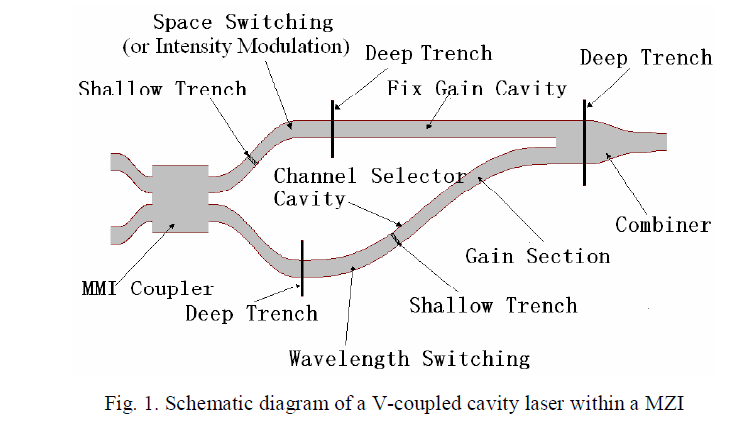 Space Switching
(or Intensity Modulation)
Deep Trench
Deep Trench
Shallow Trench
Fix Gain Cavity
Channel Selector
Cavity
Combiner
Gain Section
MMI Coupler
Deep Trench
Shallow Trench
Wavelength Switching
Fig. 1. Schematic diagram of a V-coupled cavity laser within a MZI